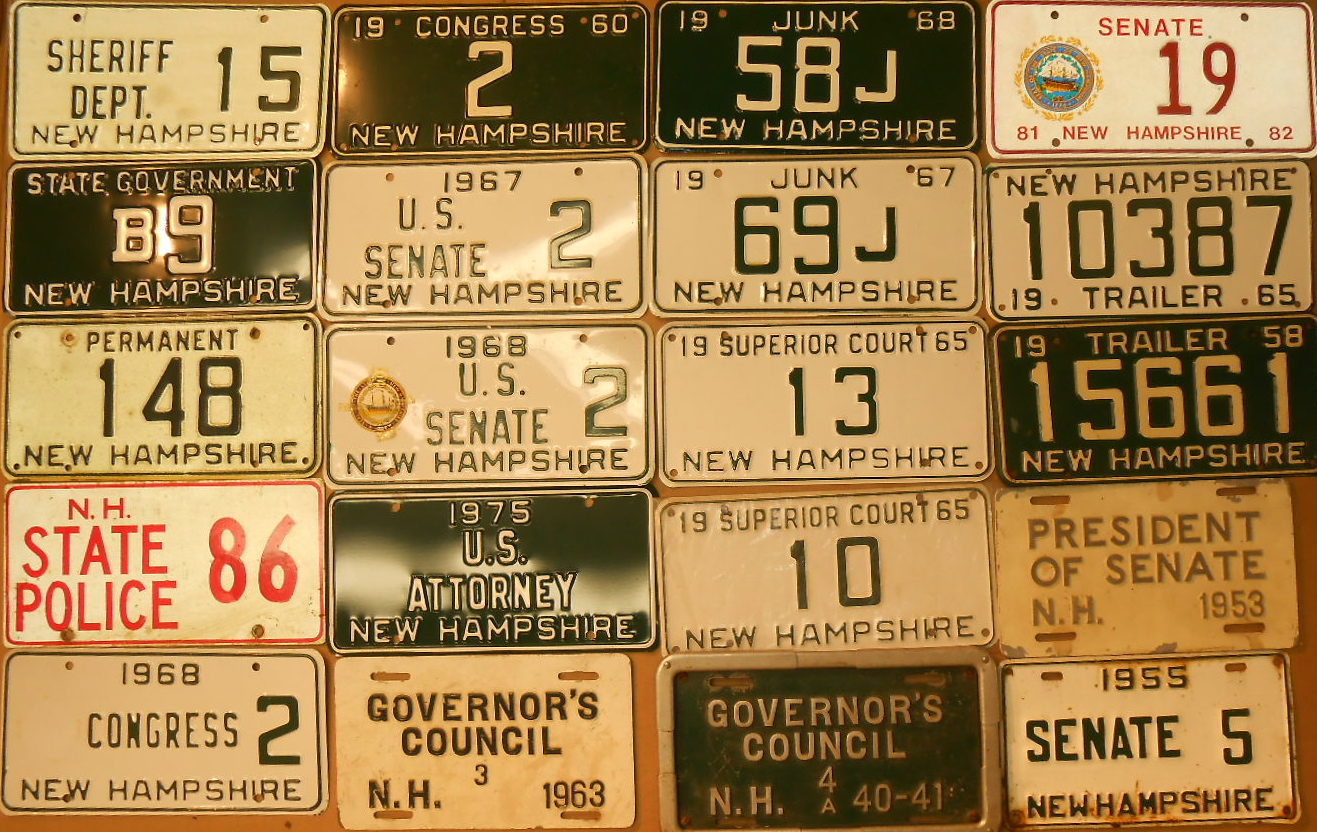 SHERIFF
DEPT. 15
NEW HAMPSHIRE
19 CONGRESS 60
2
NEW HAMPSHIRE
19 JUNK 68
58J
NEW HAMPSHIRE
SENATE
19
81 NEW HAMPSHIRE 82
STATE GOVERNMENT
B9
NEW HAMPSHIRE
1967
U.S.
SENATE 2
NEW HAMPSHIRE
19 JUNK 67
69J
NEW HAMPSHIRE
NEW HAMPSHIRE
10387
19 TRAILER 65
PERMANENT
148
NEW HAMPSHIRE
1968
U.S.
SENATE 2
NEW HAMPSHIRE
19 SUPERIOR COURT 65
13
NEW HAMPSHIRE
19 TRAILER 58
15661
NEW HAMPSHIRE
N.H.
STATE
POLICE 86
1975
U.S.
ATTORNEY
NEW HAMPSHIRE
19 SUPERIOR COURT 65
10
NEW HAMPSHIRE
PRESIDENT
OF SENATE
N.H. 1953
1968
CONGRESS 2
NEW HAMPSHIRE
GOVERNOR'S
COUNCIL
3
N.H. 1963
GOVERNOR'S
COUNCIL
4
N.H. A 40-41
1955
SENATE 5
NEW HAMPSHIRE